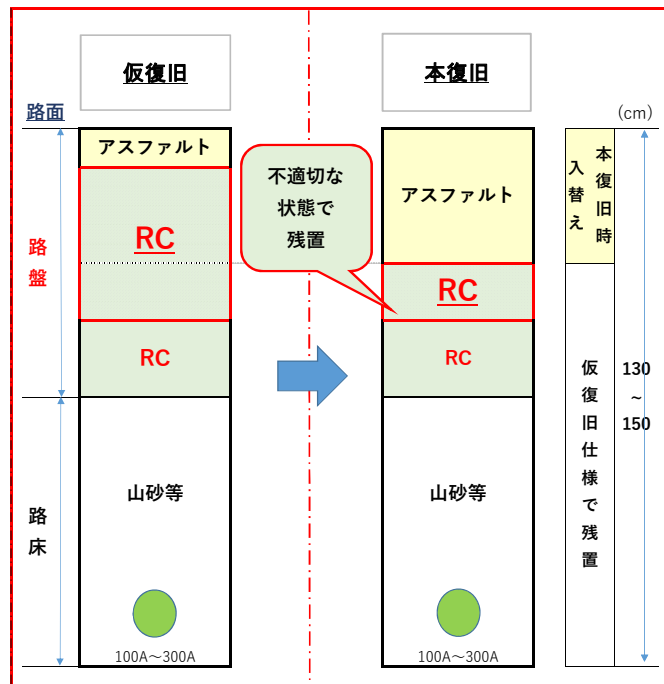 仮復旧
本復旧
路面
(cm)
アスファルト
RC
RC
山砂等
100A～300A
路盤
路床
不適切な
状態で
残置
アスファルト
RC
RC
山砂等
100A～300A
本復旧時
入替え
仮復旧仕様で残置
130
～
150